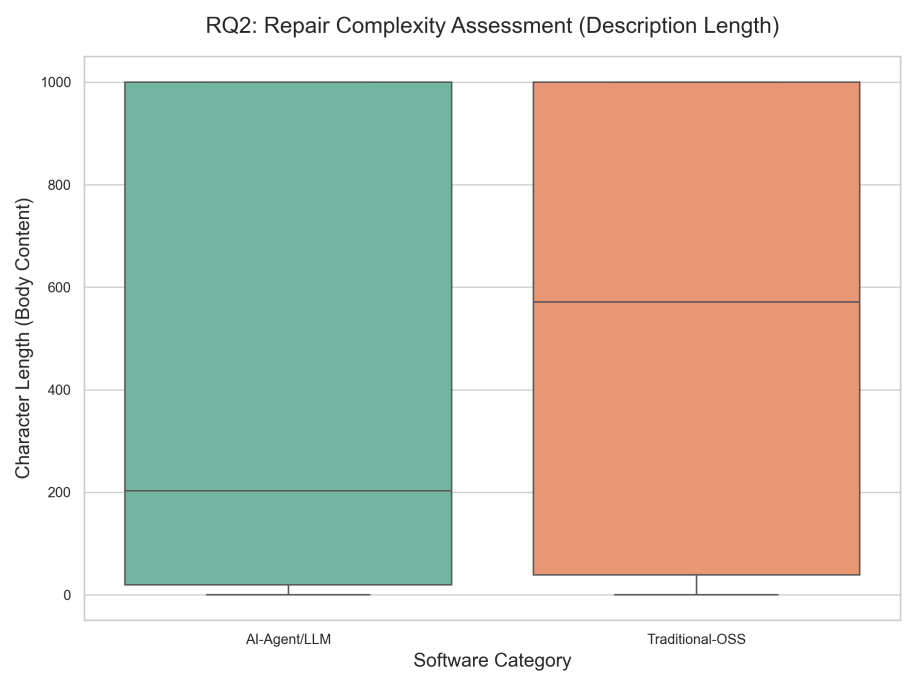 RQ2: Repair Complexity Assessment (Description Length)
1000
800
600
400
200
0
Character Length (Body Content)
AI-Agent/LLM
Traditional-OSS
Software Category